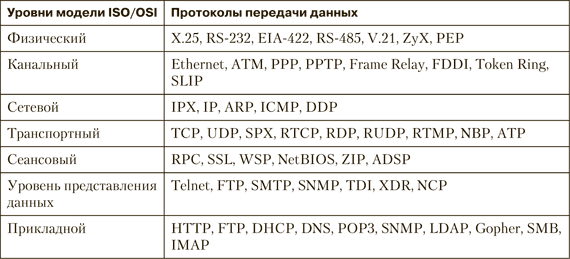 Уровни модели ISO/OSI
Протоколы передачи данных
Физический
X.25, RS-232, EIA-422, RS-485, V.21, ZyX, PEP
Канальный
Ethernet, ATM, PPP, PPTP, Frame Relay, FDDI, Token Ring,
SLIP
Сетевой
IPX, IP, ARP, ICMP, DDP
Транспортный
TCP, UDP, SPX, RTCP, RDP, RUDP, RTMP, NBP, ATP
Сеансовый
RPC, SSL, WSP, NetBIOS, ZIP, ADSP
Уровень представления
данных
Telnet, FTP, SMTP, SNMP, TDI, XDR, NCP
Прикладной
HTTP, FTP, DHCP, DNS, POP3, SNMP, LDAP, Gopher, SMB,
IMAP